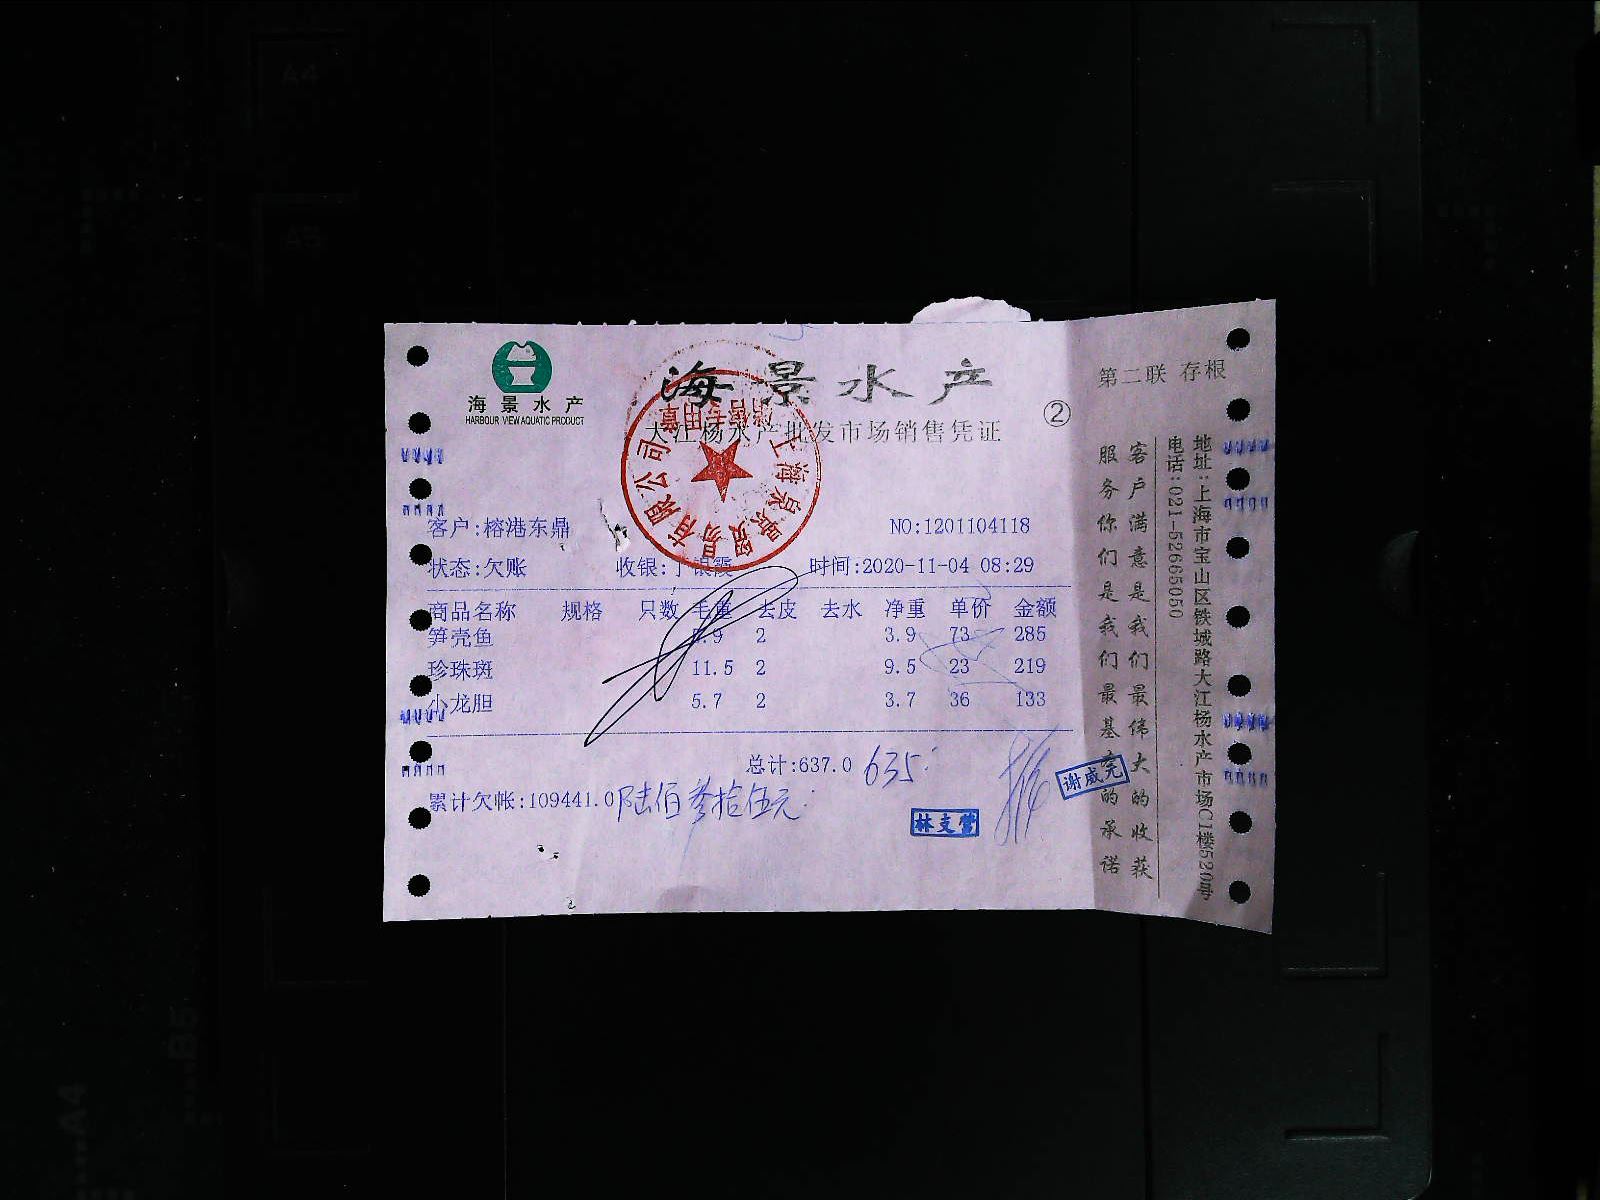 海景水产
HARBOUR VIEW AQUATIC PRODUCT
海景水产
大江杨水产批发市场销售凭证
②
第二联 存根
客户:榕港东鼎
NO:1201104118
状态:欠账 收银:丁银霞 时间:2020-11-04 08:29
商品名称 规格 只数 毛重 去皮 去水 净重 单价 金额
笋壳鱼 5.9 2 3.9 73 285
珍珠斑 11.5 2 9.5 23 219
小龙胆 5.7 2 3.7 36 133
总计:637.0 635
累计欠帐:109441.0 陆佰叁拾伍元
谢威完
客户满意是我们最伟大的收获
服务你们是我们最基本的承诺
地址:上海市宝山区铁城路大江杨水产市场C1楼520号
电话:021-52665050